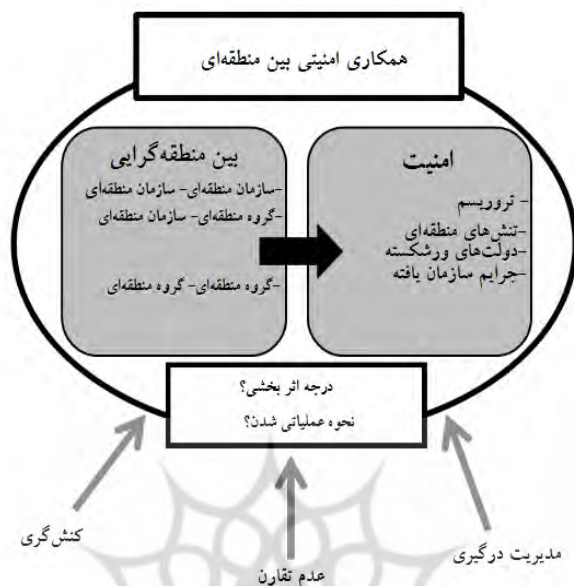 همکاری امنیتی بین منطقه‌ای
امنیت
- تروریسم
-تنش‌های منطقه‌ای
-دولت‌های ورشکسته
-جرایم سازمان یافته
بین منطقه‌گرایی
-سازمان منطقه‌ای- سازمان منطقه‌ای
-گروه منطقه‌ای- سازمان منطقه‌ای
-گروه منطقه‌ای- گروه منطقه‌ای
درجه اثر بخشی؟
نحوه عملیاتی شدن؟
مدیریت درگیری
عدم تقارن
کنش‌گری